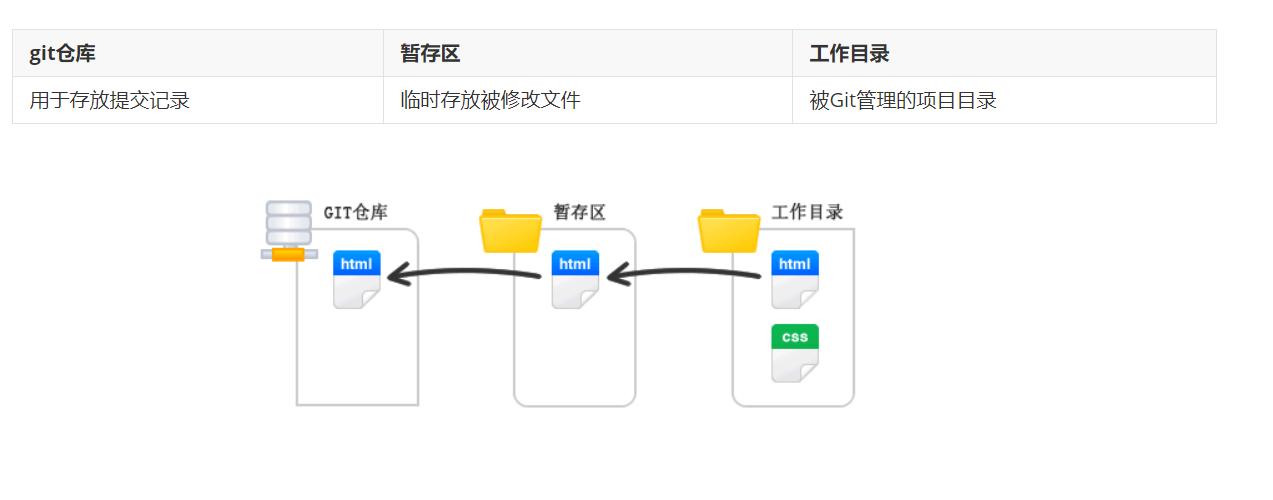 git仓库 暂存区 工作目录
用于存放提交记录 临时存放被修改文件 被Git管理的项目目录
GIT仓库 暂存区 工作目录
html html html
css